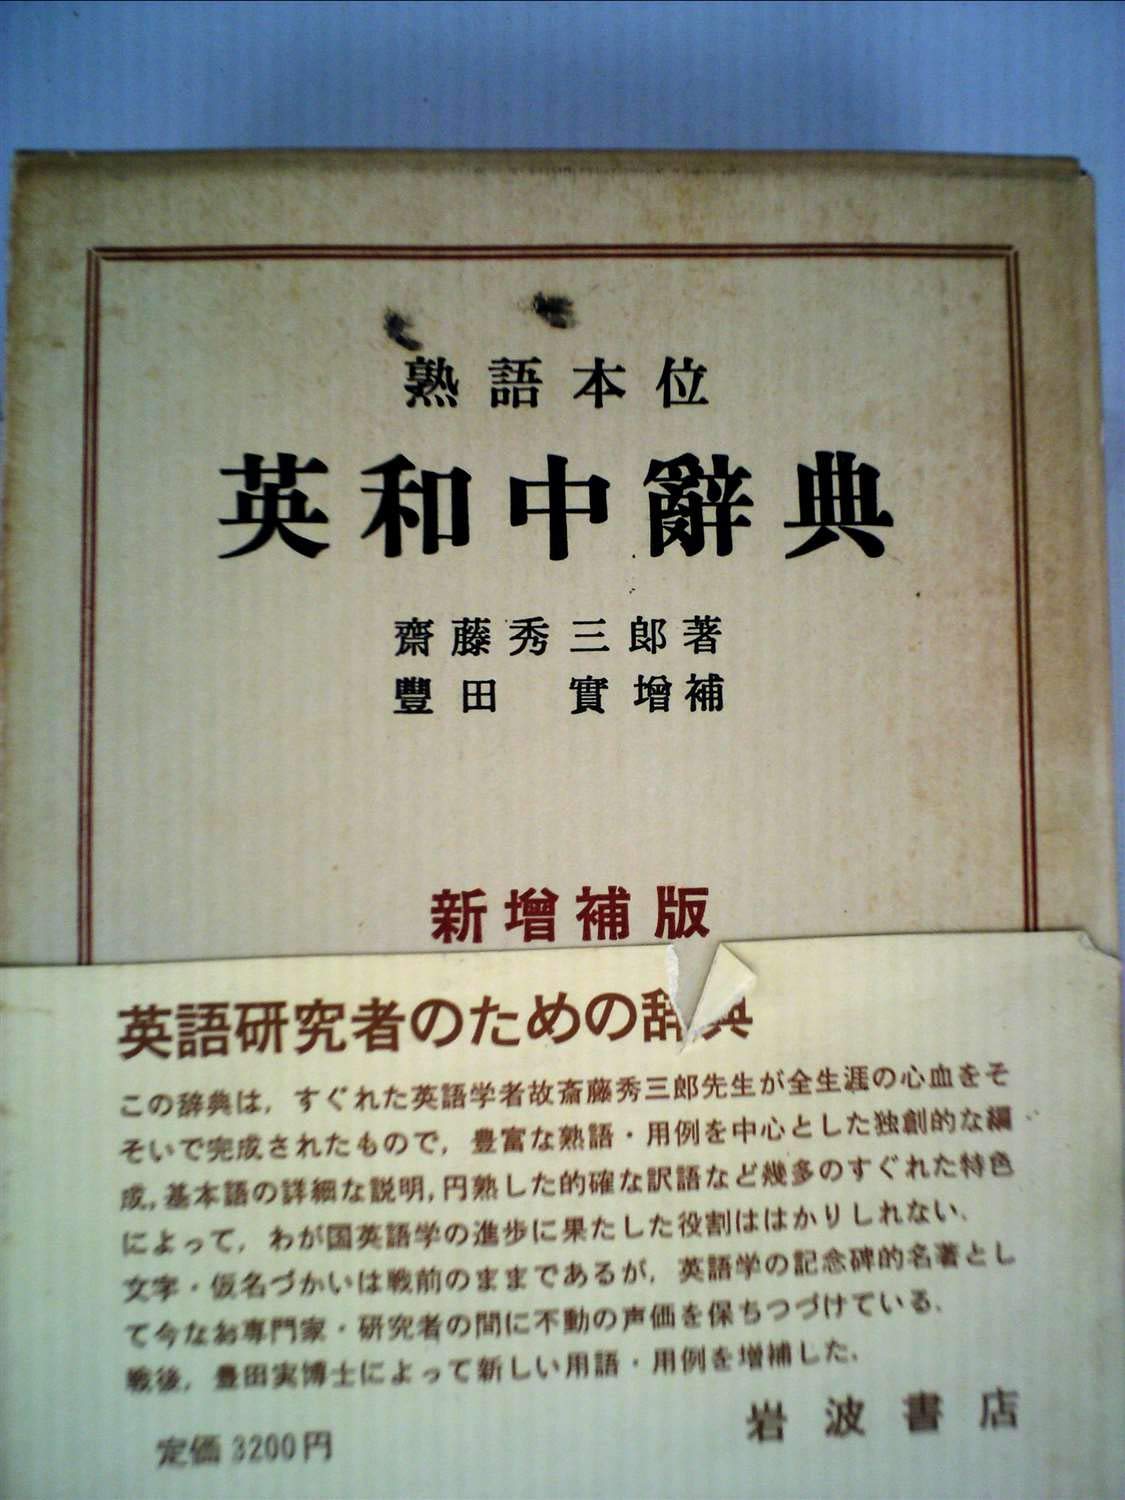 熟語本位
英和中辭典
齋藤秀三郎著
豐田　實增補
新增補版
英語研究者のための辞典
この辞典は，すぐれた英語学者故斎藤秀三郎先生が全生涯の心血をそ
そいで完成されたもので，豊富な熟語・用例を中心とした独創的な編
成，基本語の詳細な説明，円熟した的確な訳語など幾多のすぐれた特色
によって，わが国英語学の進歩に果たした役割ははかりしれない．
文字・仮名づかいは戦前のままであるが，英語学の記念碑的名著とし
て今なお専門家・研究者の間に不動の声価を保ちつづけている．
戦後，豊田実博士によって新しい用語・用例を増補した．
岩波書店
定価3200円